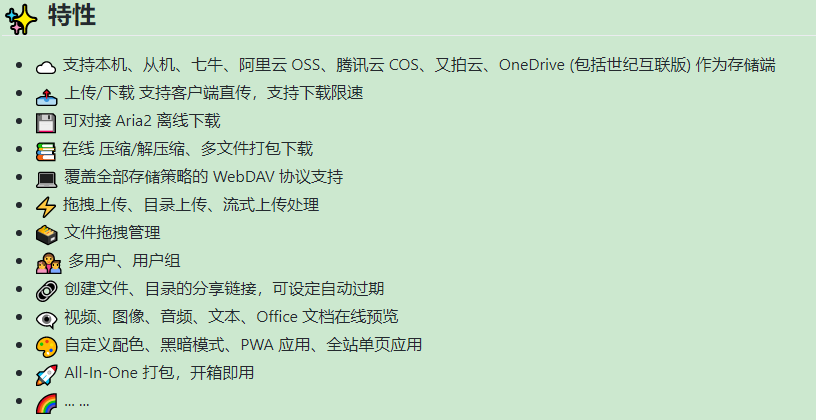 特性
支持本机、从机、七牛、阿里云 OSS、腾讯云 COS、又拍云、OneDrive (包括世纪互联版) 作为存储端
上传/下载 支持客户端直传，支持下载限速
可对接 Aria2 离线下载
在线 压缩/解压缩、多文件打包下载
覆盖全部存储策略的 WebDAV 协议支持
拖拽上传、目录上传、流式上传处理
文件拖拽管理
多用户、用户组
创建文件、目录的分享链接，可设定自动过期
视频、图像、音频、文本、Office 文档在线预览
自定义配色、黑暗模式、PWA 应用、全站单页应用
All-In-One 打包，开箱即用
... ...